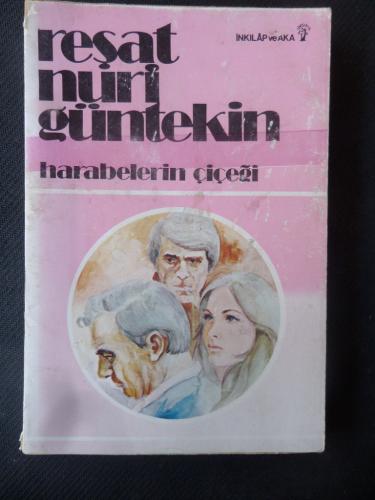 reşat
nuri
güntekin
İNKILÂP ve AKA
harabelerin çiçeği